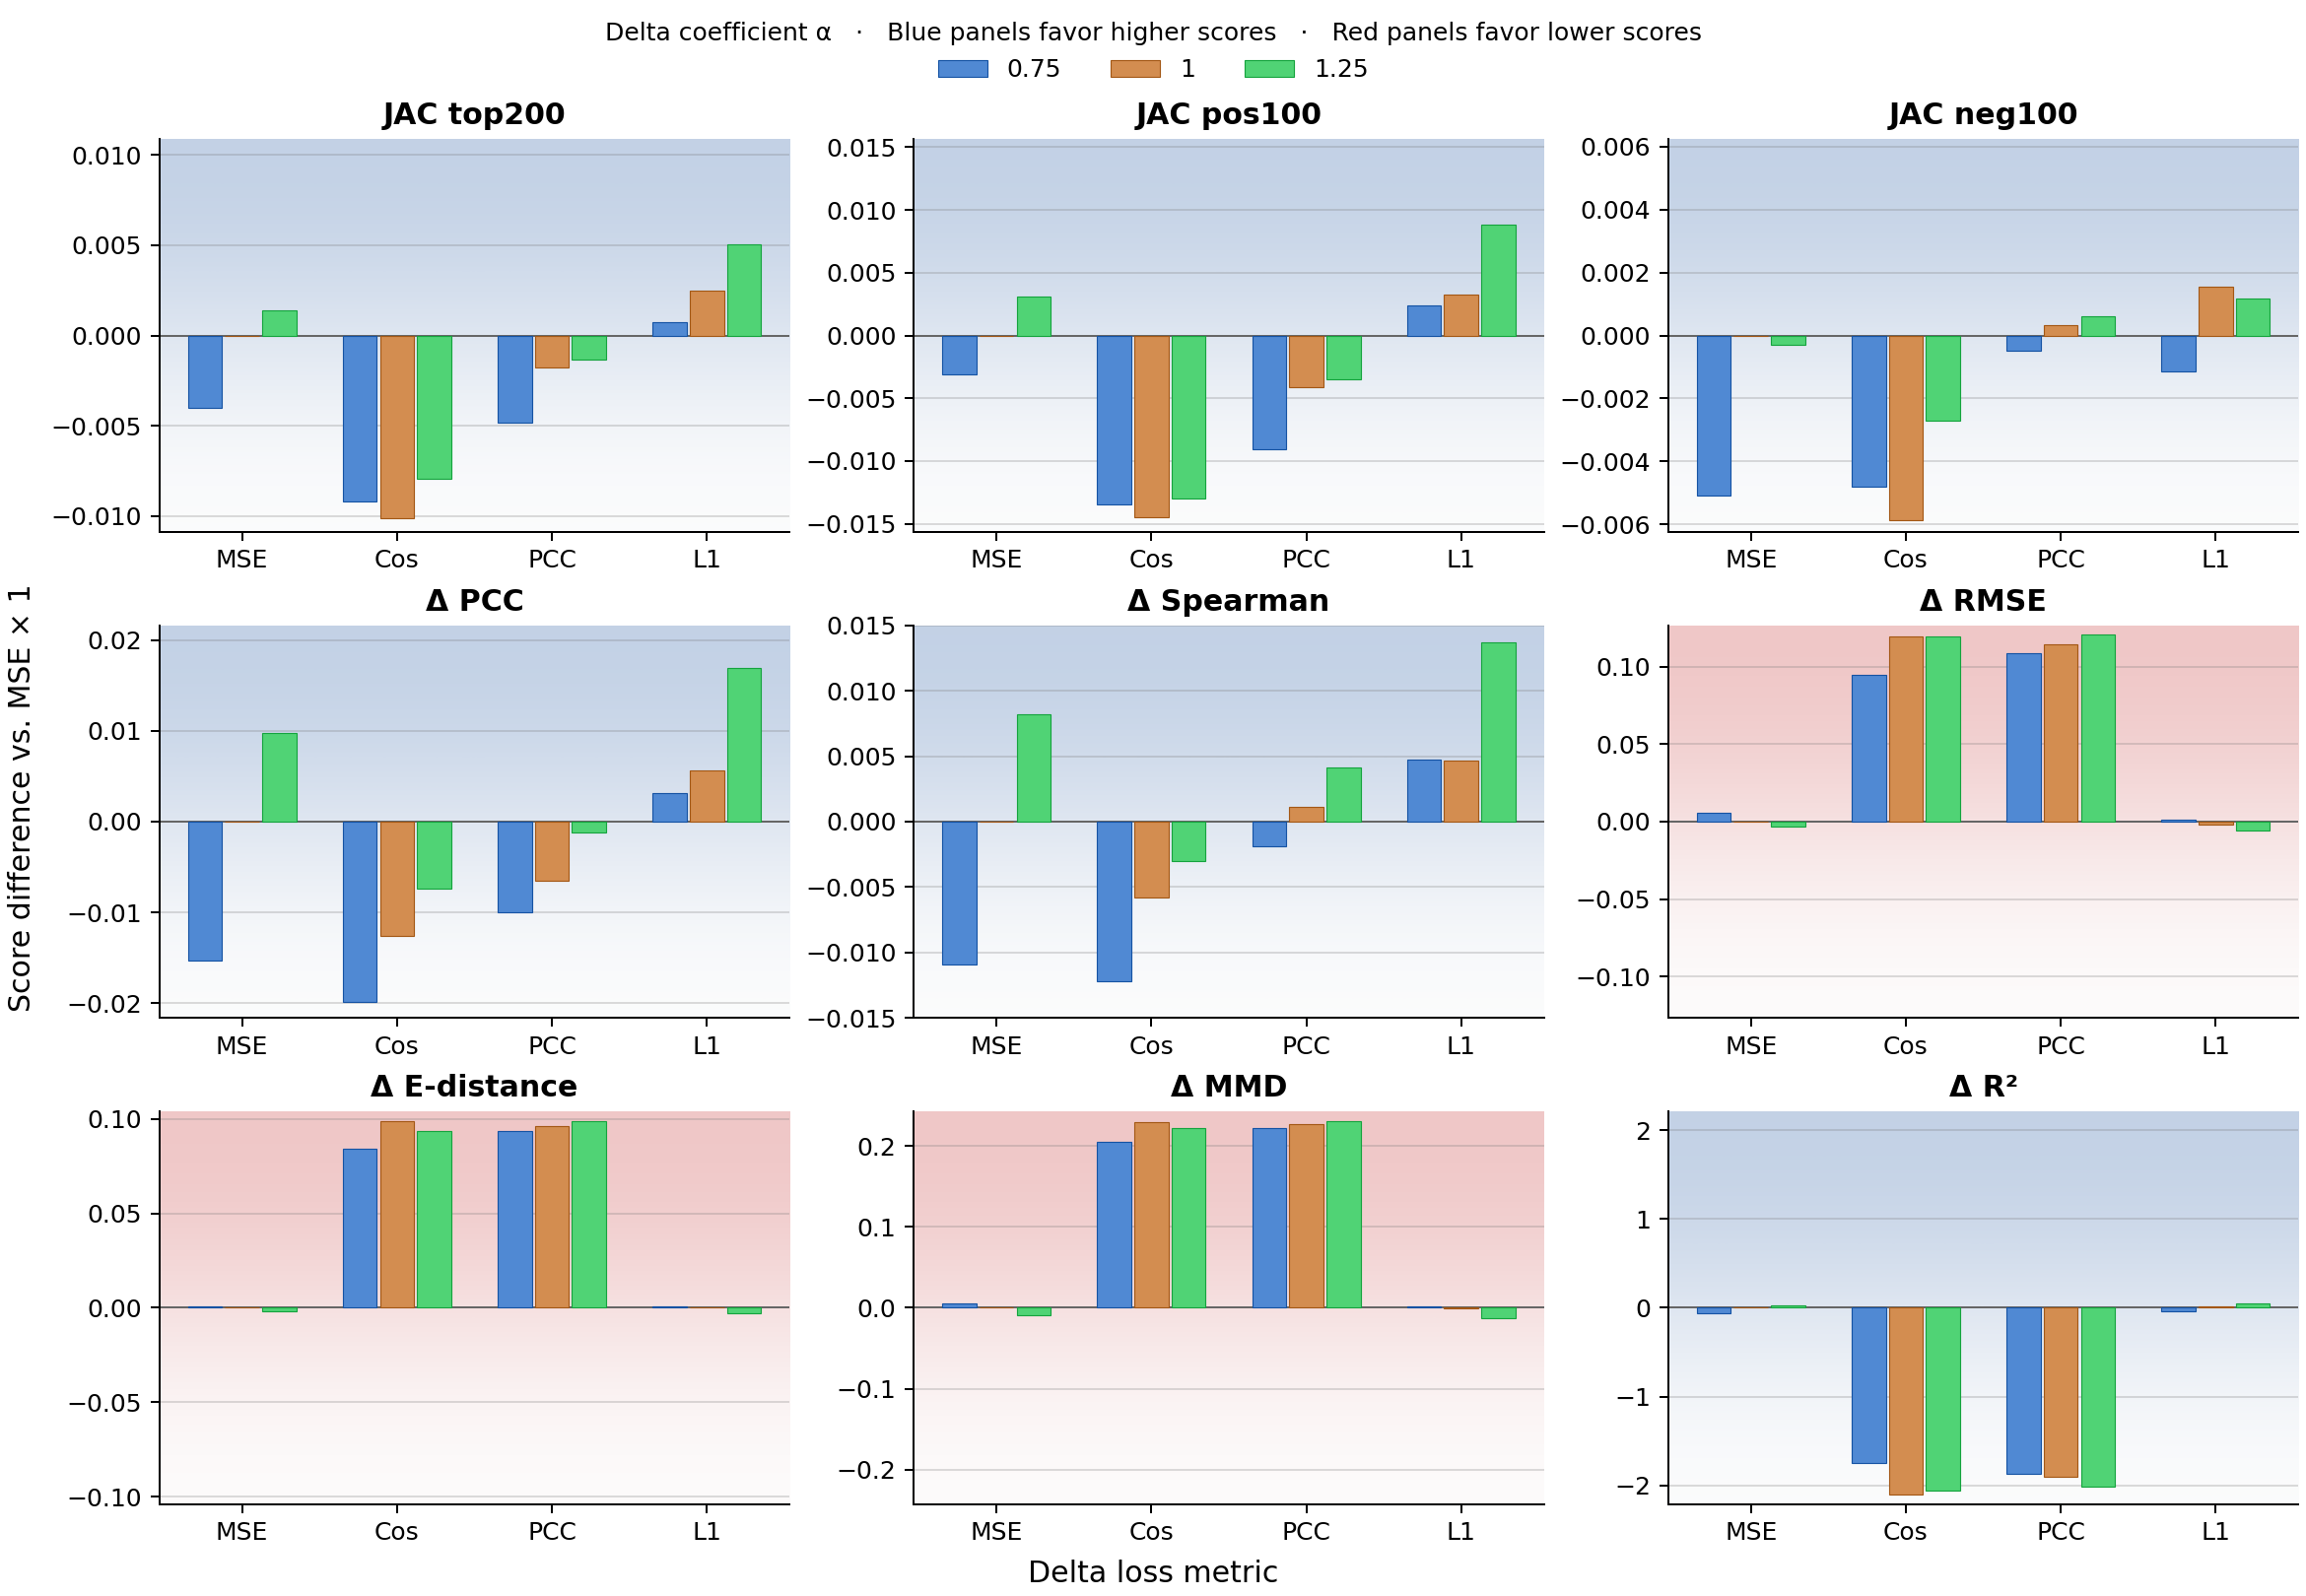 Delta coefficient α · Blue panels favor higher scores · Red panels favor lower scores
0.75 1 1.25
JAC top200
0.010
0.005
0.000
−0.005
−0.010
MSE Cos PCC L1
JAC pos100
0.015
0.010
0.005
0.000
−0.005
−0.010
−0.015
MSE Cos PCC L1
JAC neg100
0.006
0.004
0.002
0.000
−0.002
−0.004
−0.006
MSE Cos PCC L1
Score difference vs. MSE × 1
Δ PCC
0.02
0.01
0.00
−0.01
−0.02
MSE Cos PCC L1
Δ Spearman
0.015
0.010
0.005
0.000
−0.005
−0.010
−0.015
MSE Cos PCC L1
Δ RMSE
0.10
0.05
0.00
−0.05
−0.10
MSE Cos PCC L1
Δ E-distance
0.10
0.05
0.00
−0.05
−0.10
MSE Cos PCC L1
Δ MMD
0.2
0.1
0.0
−0.1
−0.2
MSE Cos PCC L1
Δ R²
2
1
0
−1
−2
MSE Cos PCC L1
Delta loss metric